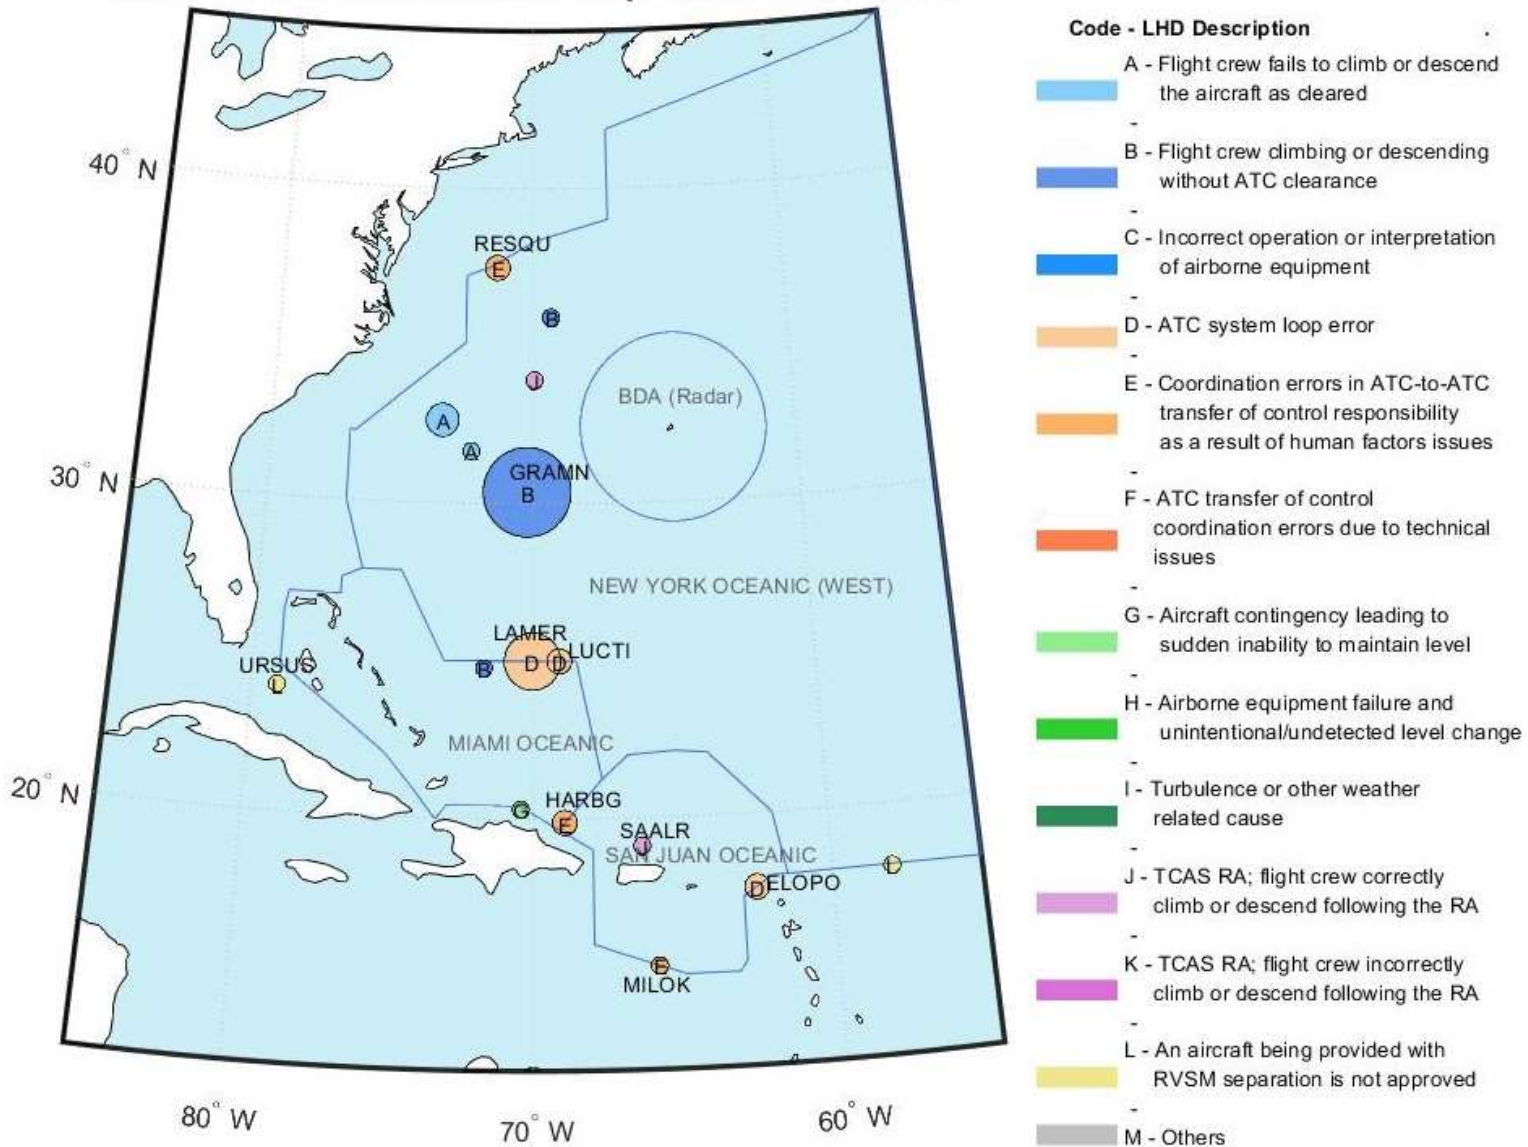 Code - LHD Description .
A - Flight crew fails to climb or descend
the aircraft as cleared
-
B - Flight crew climbing or descending
without ATC clearance
-
C - Incorrect operation or interpretation
of airborne equipment
-
D - ATC system loop error
-
E - Coordination errors in ATC-to-ATC
transfer of control responsibility
as a result of human factors issues
-
F - ATC transfer of control
coordination errors due to technical
issues
-
G - Aircraft contingency leading to
sudden inability to maintain level
-
H - Airborne equipment failure and
unintentional/undetected level change
-
I - Turbulence or other weather
related cause
-
J - TCAS RA; flight crew correctly
climb or descend following the RA
-
K - TCAS RA; flight crew incorrectly
climb or descend following the RA
-
L - An aircraft being provided with
RVSM separation is not approved
-
M - Others
40° N
RESQU
E
B
J
BDA (Radar)
A
A
30° N
GRAMN
B
NEW YORK OCEANIC (WEST)
LAMER
LUCTI
B
D
D
URSUS
L
MIAMI OCEANIC
20° N
G
HARBG
E
SAALR
J
SAN JUAN OCEANIC
L
D
ELOPO
E
MILOK
80° W
70° W
60° W